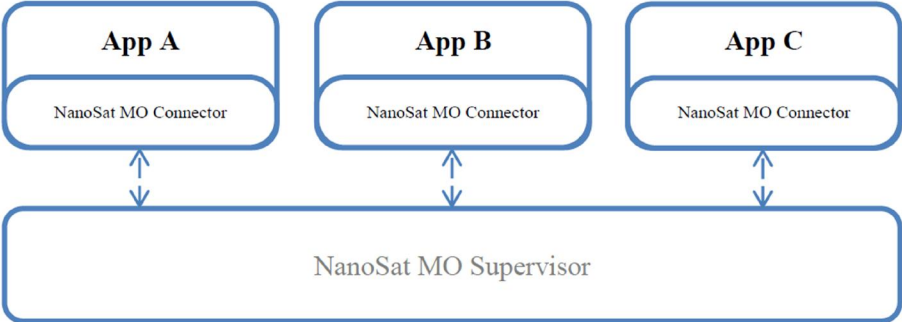 App A
App B
App C
NanoSat MO Connector
NanoSat MO Connector
NanoSat MO Connector
NanoSat MO Supervisor